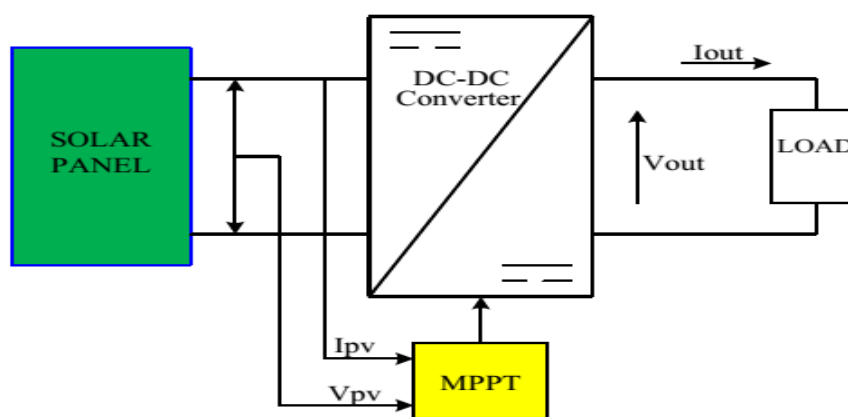 SOLAR
PANEL
DC-DC
Converter
Iout
Vout
LOAD
Ipv
Vpv
MPPT